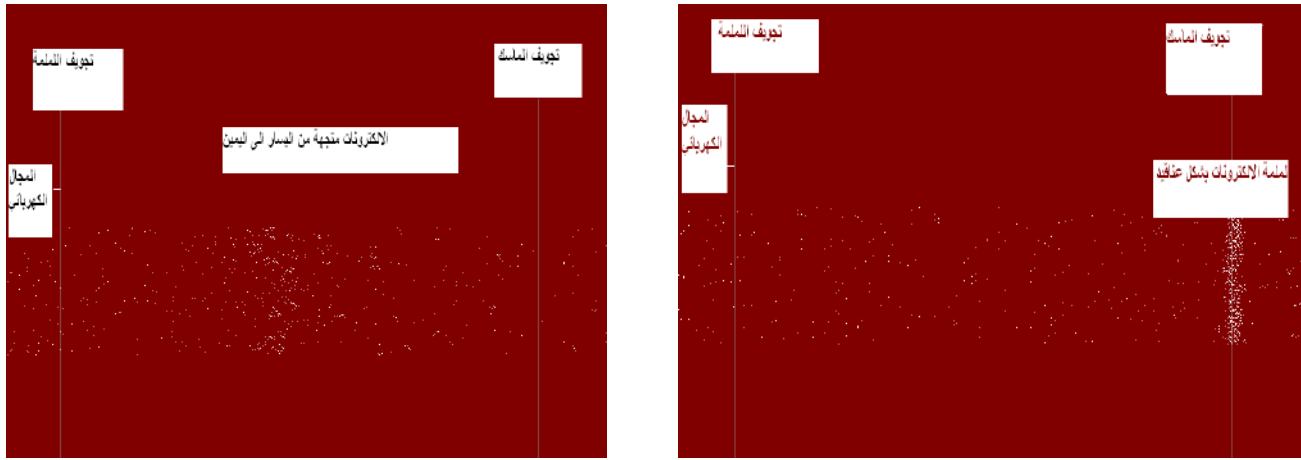 تجويف اللملمة
تجويف الماسك
الالكترونات متجهة من اليسار الى اليمين
المجال
الكهربائي
تجويف اللملمة
تجويف الماسك
المجال
الكهربائي
لملمة الالكترونات بشكل عناقيد